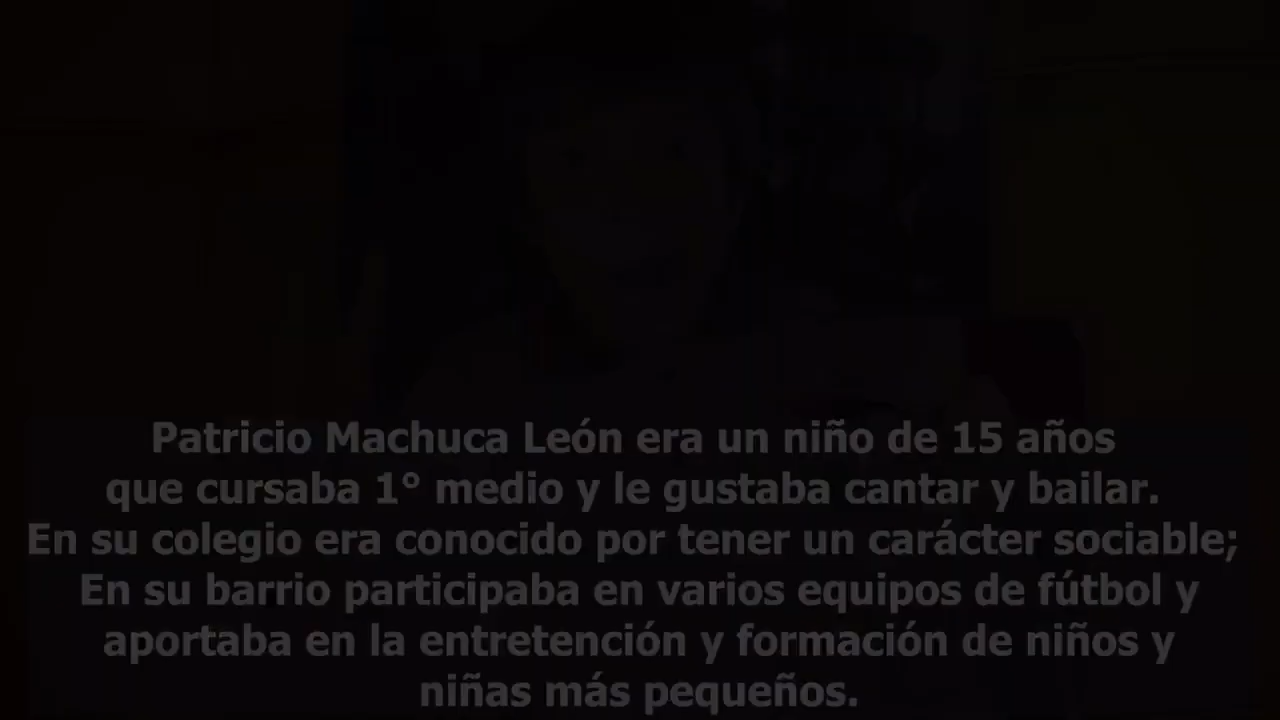 Patricio Machuca León era un niño de 15 años
que cursaba 1° medio y le gustaba cantar y bailar.
En su colegio era conocido por tener un carácter sociable;
En su barrio participaba en varios equipos de fútbol y
aportaba en la entretención y formación de niños y
niñas más pequeños.